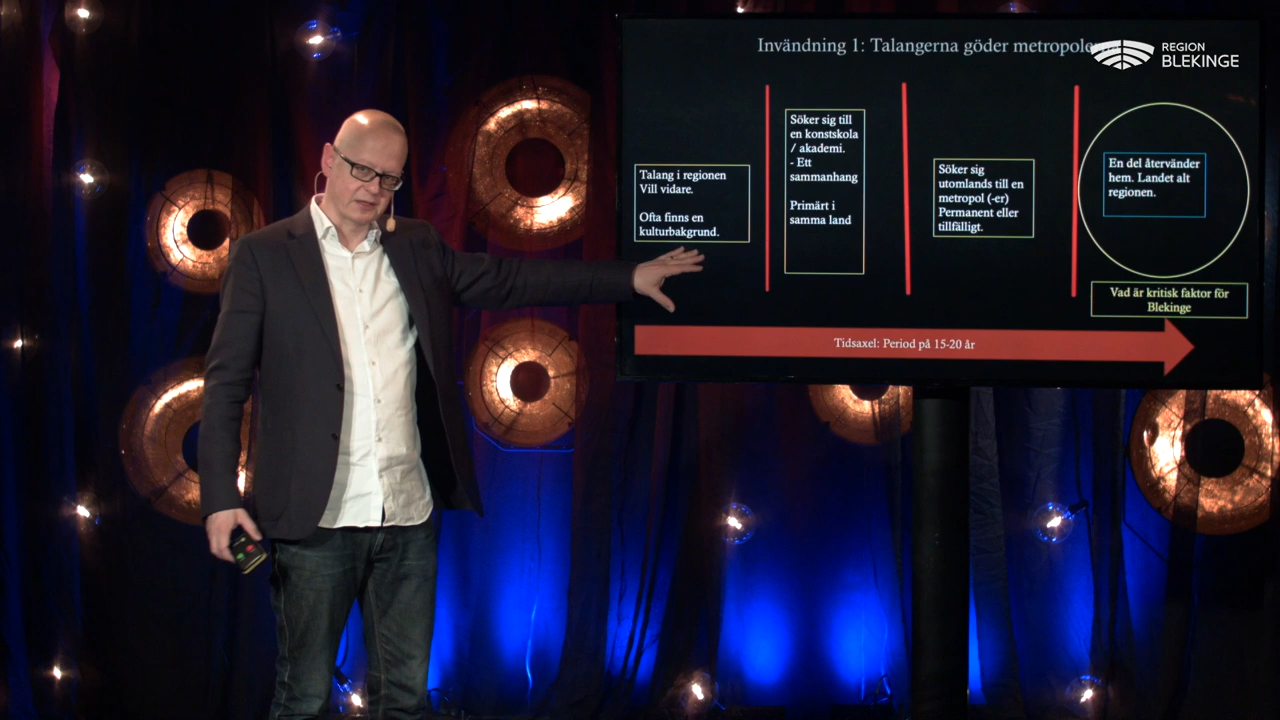 Invändning 1: Talangerna göder metropolerna
REGION
BLEKINGE
Talang i regionen
Vill vidare.
Ofta finns en
kulturbakgrund.
Söker sig till
en konstskola
/ akademi.
- Ett
sammanhang
Primärt i
samma land
Söker sig
utomlands till en
metropol (-er)
Permanent eller
tillfälligt.
En del återvänder
hem. Landet alt
regionen.
Vad är kritisk faktor för
Blekinge
Tidsaxel: Period på 15-20 år